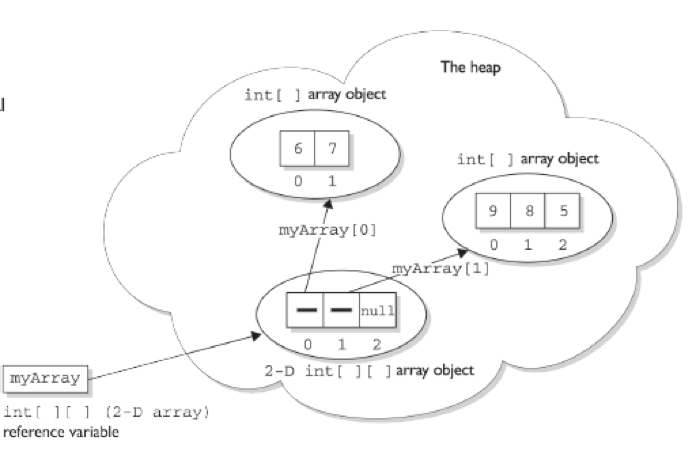 The heap
int[ ] array object
6 7
0 1
int[ ] array object
9 8 5
0 1 2
myArray[0]
myArray[1]
null
0 1 2
2-D int[ ][ ] array object
myArray
int[ ][ ] (2-D array)
reference variable